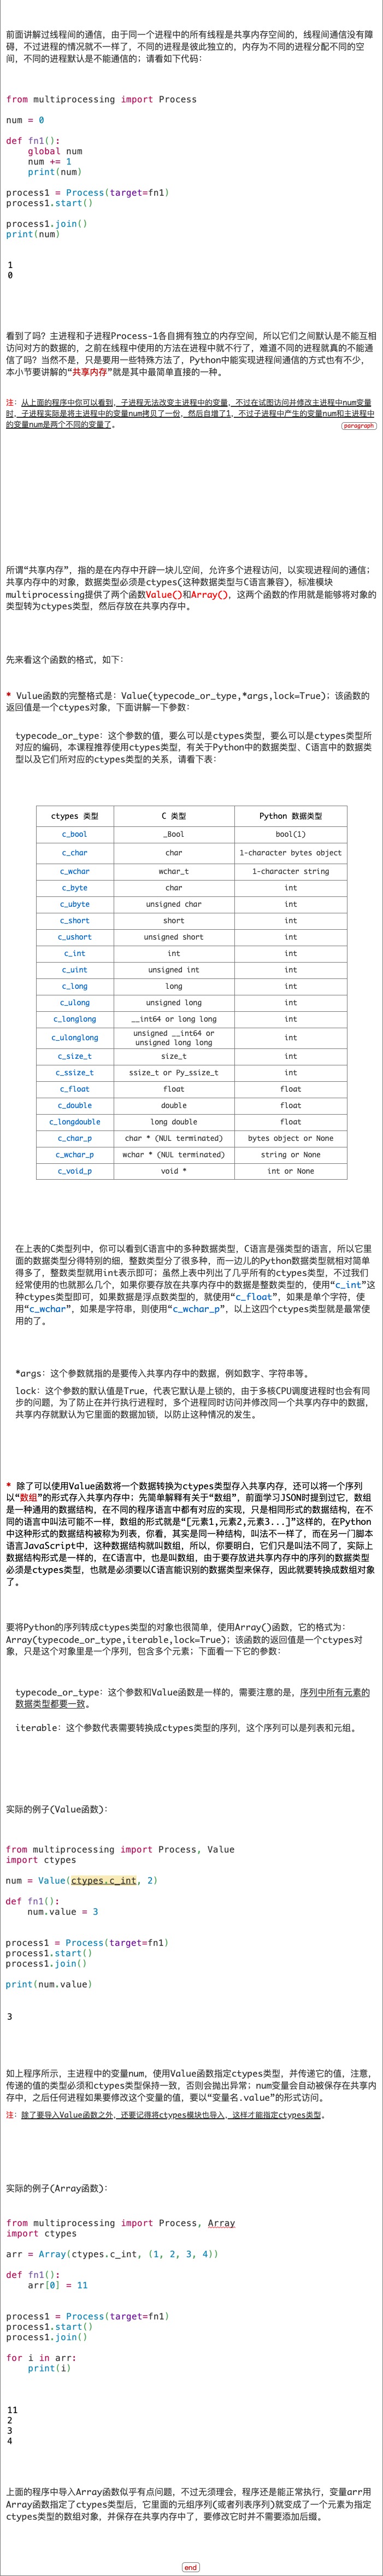 前面讲解过线程间的通信，由于同一个进程中的所有线程是共享内存空间的，线程间通信没有障
碍，不过进程的情况就不一样了，不同的进程是彼此独立的，内存为不同的进程分配不同的空
间，不同的进程默认是不能通信的；请看如下代码：
from multiprocessing import Process
num = 0
def fn1():
    global num
    num += 1
    print(num)
process1 = Process(target=fn1)
process1.start()
process1.join()
print(num)
1
0
看到了吗？主进程和子进程Process-1各自拥有独立的内存空间，所以它们之间默认是不能互相
访问对方的数据的，之前在线程中使用的方法在进程中就不行了，难道不同的进程就真的不能通
信了吗？当然不是，只是要用一些特殊方法了，Python中能实现进程间通信的方式也有不少，
本小节要讲解的“共享内存”就是其中最简单直接的一种。
注：从上面的程序中你可以看到，子进程无法改变主进程中的变量，不过在试图访问并修改主进程中num变量
时，子进程实际是将主进程中的变量num拷贝了一份，然后自增了1，不过子进程中产生的变量num和主进程中
的变量num是两个不同的变量了。
paragraph
所谓“共享内存”，指的是在内存中开辟一块儿空间，允许多个进程访问，以实现进程间的通信；
共享内存中的对象，数据类型必须是ctypes(这种数据类型与C语言兼容)，标准模块
multiprocessing提供了两个函数Value()和Array()，这两个函数的作用就是能够将对象的
类型转为ctypes类型，然后存放在共享内存中。
先来看这个函数的格式，如下：
* Vulue函数的完整格式是：Value(typecode_or_type,*args,lock=True)；该函数的
返回值是一个ctypes对象，下面讲解一下参数：
typecode_or_type：这个参数的值，要么可以是ctypes类型，要么可以是ctypes类型所
对应的编码，本课程推荐使用ctypes类型，有关于Python中的数据类型、C语言中的数据类
型以及它们所对应的ctypes类型的关系，请看下表：
ctypes 类型 C 类型 Python 数据类型
c_bool _Bool bool(1)
c_char char 1-character bytes object
c_wchar wchar_t 1-character string
c_byte char int
c_ubyte unsigned char int
c_short short int
c_ushort unsigned short int
c_int int int
c_uint unsigned int int
c_long long int
c_ulong unsigned long int
c_longlong __int64 or long long int
c_ulonglong unsigned __int64 or unsigned long long int
c_size_t size_t int
c_ssize_t ssize_t or Py_ssize_t int
c_float float float
c_double double float
c_longdouble long double float
c_char_p char * (NUL terminated) bytes object or None
c_wchar_p wchar * (NUL terminated) string or None
c_void_p void * int or None
在上表的C类型列中，你可以看到C语言中的多种数据类型，C语言是强类型的语言，所以它里
面的数据类型分得特别的细，整数类型分了很多种，而一边儿的Python数据类型就相对简单
得多了，整数类型就用int表示即可；虽然上表中列出了几乎所有的ctypes类型，不过我们
经常使用的也就那么几个，如果你要存放在共享内存中的数据是整数类型的，使用“c_int”这
种ctypes类型即可，如果数据是浮点数类型的，就使用“c_float”，如果是单个字符，使
用“c_wchar”，如果是字符串，则使用“c_wchar_p”，以上这四个ctypes类型就是最常使
用的了。
*args：这个参数就指的是要传入共享内存中的数据，例如数字、字符串等。
lock：这个参数的默认值是True，代表它默认是上锁的，由于多核CPU调度进程时也会有同
步的问题，为了防止在并行执行进程时，多个进程同时访问并修改同一个共享内存中的数据，
共享内存就默认为它里面的数据加锁，以防止这种情况的发生。
* 除了可以使用Value函数将一个数据转换为ctypes类型存入共享内存，还可以将一个序列
以“数组”的形式存入共享内存中；先简单解释有关于“数组”，前面学习JSON时提到过它，数组
是一种通用的数据结构，在不同的程序语言中都有对应的实现，只是相同形式的数据结构，在不
同的语言中叫法可能不一样，数组的形式就是“[元素1,元素2,元素3...]”这样的，在Python
中这种形式的数据结构被称为列表，你看，其实是同一种结构，叫法不一样了，而在另一门脚本
语言JavaScript中，这种数据结构就叫数组，所以，你要明白，它们只是叫法不同了，实际上
数据结构形式是一样的，在C语言中，也是叫数组，由于要存放进共享内存中的序列的数据类型
必须是ctypes类型，也就是必须要以C语言能识别的数据类型来保存，因此就要转换成数组对象
了。
要将Python的序列转成ctypes类型的对象也很简单，使用Array()函数，它的格式为：
Array(typecode_or_type,iterable,lock=True)；该函数的返回值是一个ctypes对
象，只是这个对象里是一个序列，包含多个元素；下面看一下它的参数：
typecode_or_type：这个参数和Value函数是一样的，需要注意的是，序列中所有元素的
数据类型都要一致。
iterable：这个参数代表需要转换成ctypes类型的序列，这个序列可以是列表和元组。
实际的例子(Value函数)：
from multiprocessing import Process, Value
import ctypes
num = Value(ctypes.c_int, 2)
def fn1():
    num.value = 3
process1 = Process(target=fn1)
process1.start()
process1.join()
print(num.value)
3
如上程序所示，主进程中的变量num，使用Value函数指定ctypes类型，并传递它的值，注意，
传递的值的类型必须和ctypes类型保持一致，否则会抛出异常；num变量会自动被保存在共享内
存中，之后任何进程如果要修改这个变量的值，要以“变量名.value”的形式访问。
注：除了要导入Value函数之外，还要记得将ctypes模块也导入，这样才能指定ctypes类型。
实际的例子(Array函数)：
from multiprocessing import Process, Array
import ctypes
arr = Array(ctypes.c_int, (1, 2, 3, 4))
def fn1():
    arr[0] = 11
process1 = Process(target=fn1)
process1.start()
process1.join()
for i in arr:
    print(i)
11
2
3
4
上面的程序中导入Array函数似乎有点问题，不过无须理会，程序还是能正常执行，变量arr用
Array函数指定了ctypes类型后，它里面的元组序列(或者列表序列)就变成了一个元素为指定
ctypes类型的数组对象，并保存在共享内存中了，要修改它时并不需要添加后缀。
end